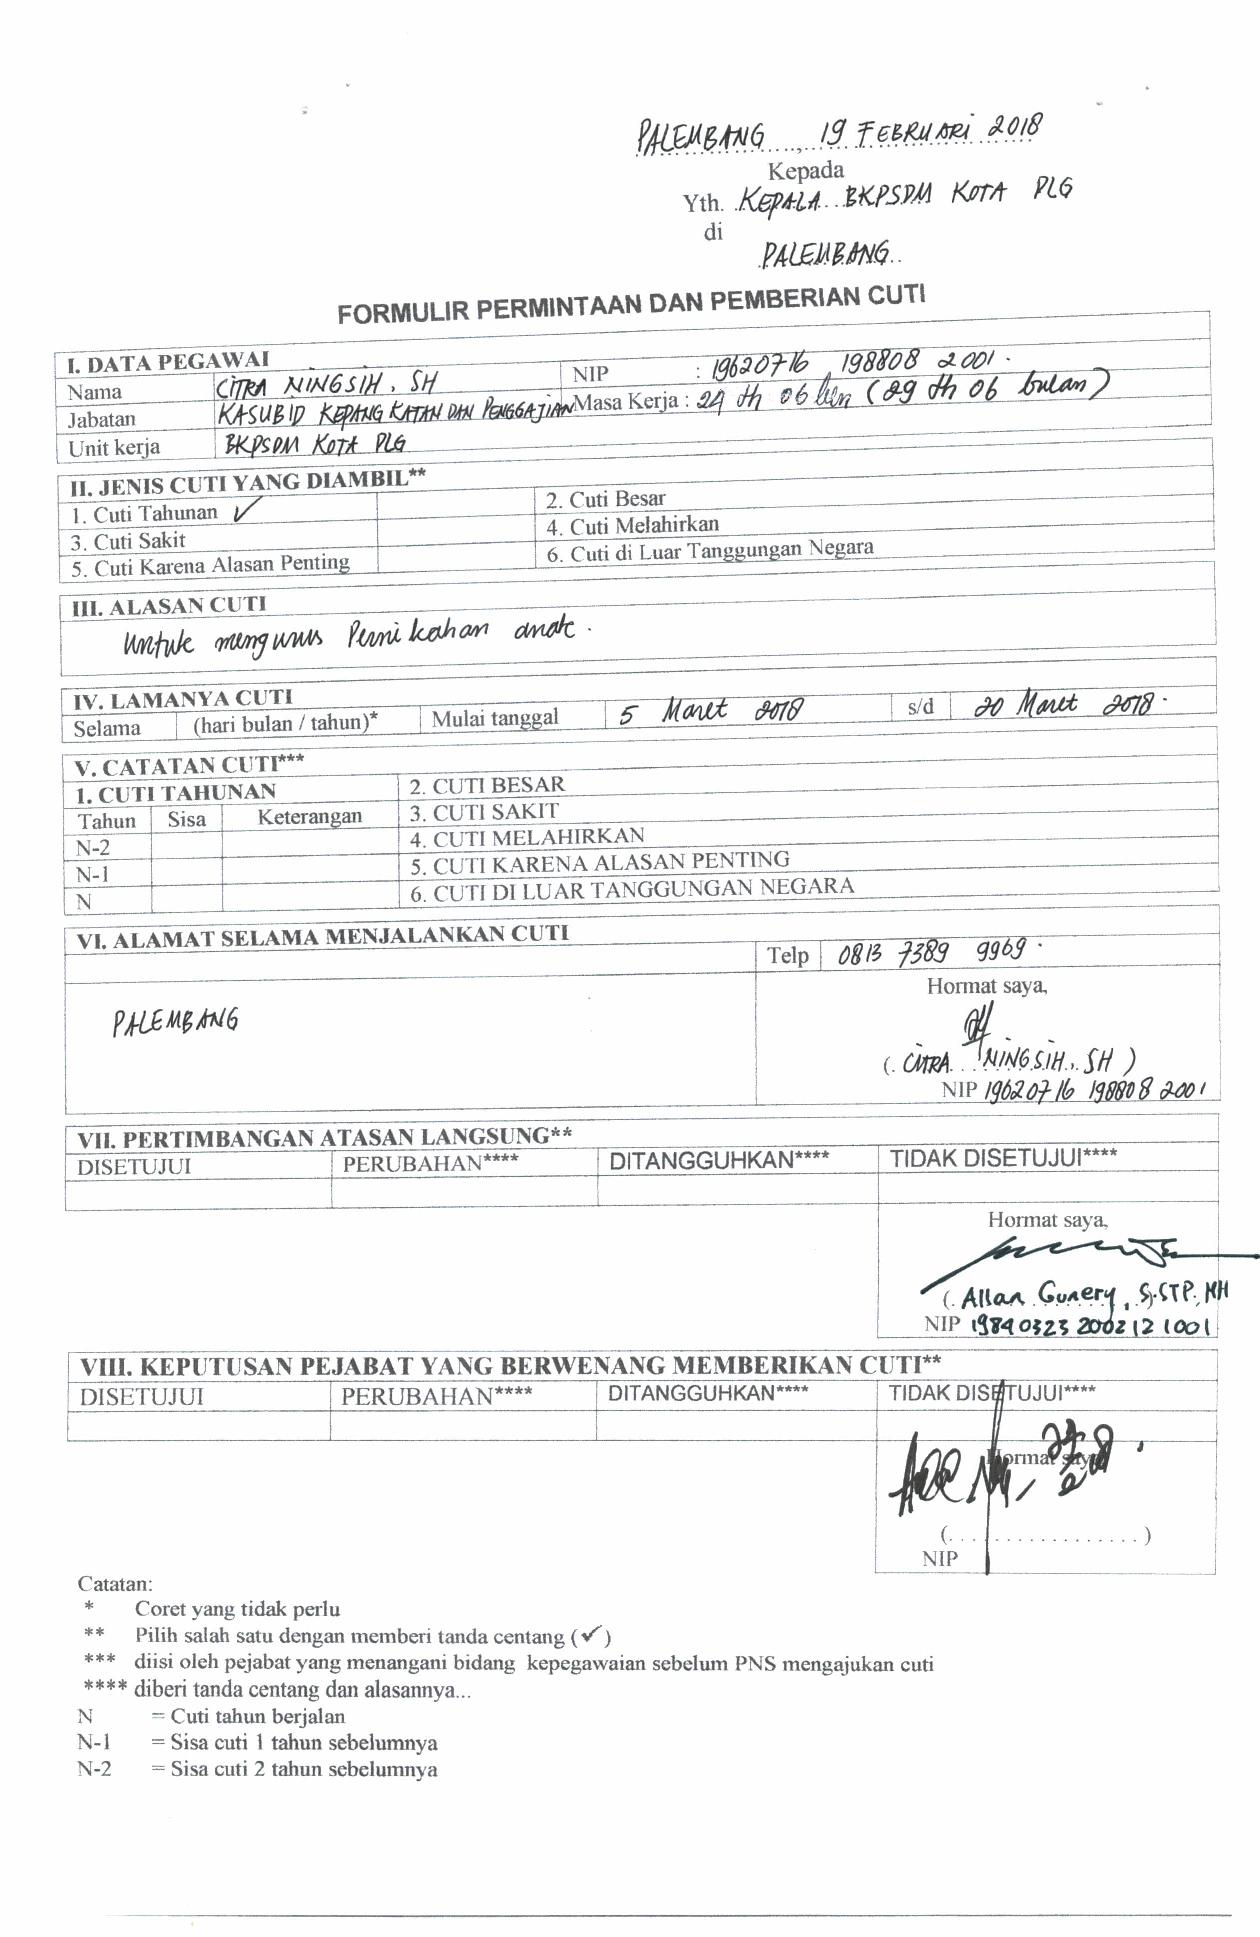 PALEMBANG, 19 FEBRUARI 2018
Kepada
Yth. KEPALA BKPSDM KOTA PLG
di
PALEMBANG
FORMULIR PERMINTAAN DAN PEMBERIAN CUTI
I. DATA PEGAWAI
Nama CITRA NINGSIH, SH NIP : 19620716 198808 2001.
Jabatan KASUBID KEPANGKATAN DAN PENGGAJIAN Masa Kerja : 24 th 06 bln (29 th 06 bulan)
Unit kerja BKPSDM KOTA PLG
II. JENIS CUTI YANG DIAMBIL**
1. Cuti Tahunan ✓ 2. Cuti Besar
3. Cuti Sakit 4. Cuti Melahirkan
5. Cuti Karena Alasan Penting 6. Cuti di Luar Tanggungan Negara
III. ALASAN CUTI
Untuk mengurus Pernikahan anak.
IV. LAMANYA CUTI
Selama (hari bulan / tahun)* Mulai tanggal 5 Maret 2018 s/d 20 Maret 2018.
V. CATATAN CUTI***
1. CUTI TAHUNAN 2. CUTI BESAR
Tahun Sisa Keterangan 3. CUTI SAKIT
N-2 4. CUTI MELAHIRKAN
N-1 5. CUTI KARENA ALASAN PENTING
N 6. CUTI DI LUAR TANGGUNGAN NEGARA
VI. ALAMAT SELAMA MENJALANKAN CUTI
Telp 0813 7389 9969.
Hormat saya,
PALEMBANG
(. CITRA NINGSIH, SH )
NIP 19620716 198808 2001
VII. PERTIMBANGAN ATASAN LANGSUNG**
DISETUJUI PERUBAHAN**** DITANGGUHKAN**** TIDAK DISETUJUI****
Hormat saya,
(. Allan Gunery, S.STP, MH
NIP 19840323 200212 1 001
VIII. KEPUTUSAN PEJABAT YANG BERWENANG MEMBERIKAN CUTI**
DISETUJUI PERUBAHAN**** DITANGGUHKAN**** TIDAK DISETUJUI****
Hormat saya
(. . . . . . . . . . . . . . . . . . )
NIP
Catatan:
* Coret yang tidak perlu
** Pilih salah satu dengan memberi tanda centang (✓)
*** diisi oleh pejabat yang menangani bidang kepegawaian sebelum PNS mengajukan cuti
**** diberi tanda centang dan alasannya...
N = Cuti tahun berjalan
N-1 = Sisa cuti 1 tahun sebelumnya
N-2 = Sisa cuti 2 tahun sebelumnya